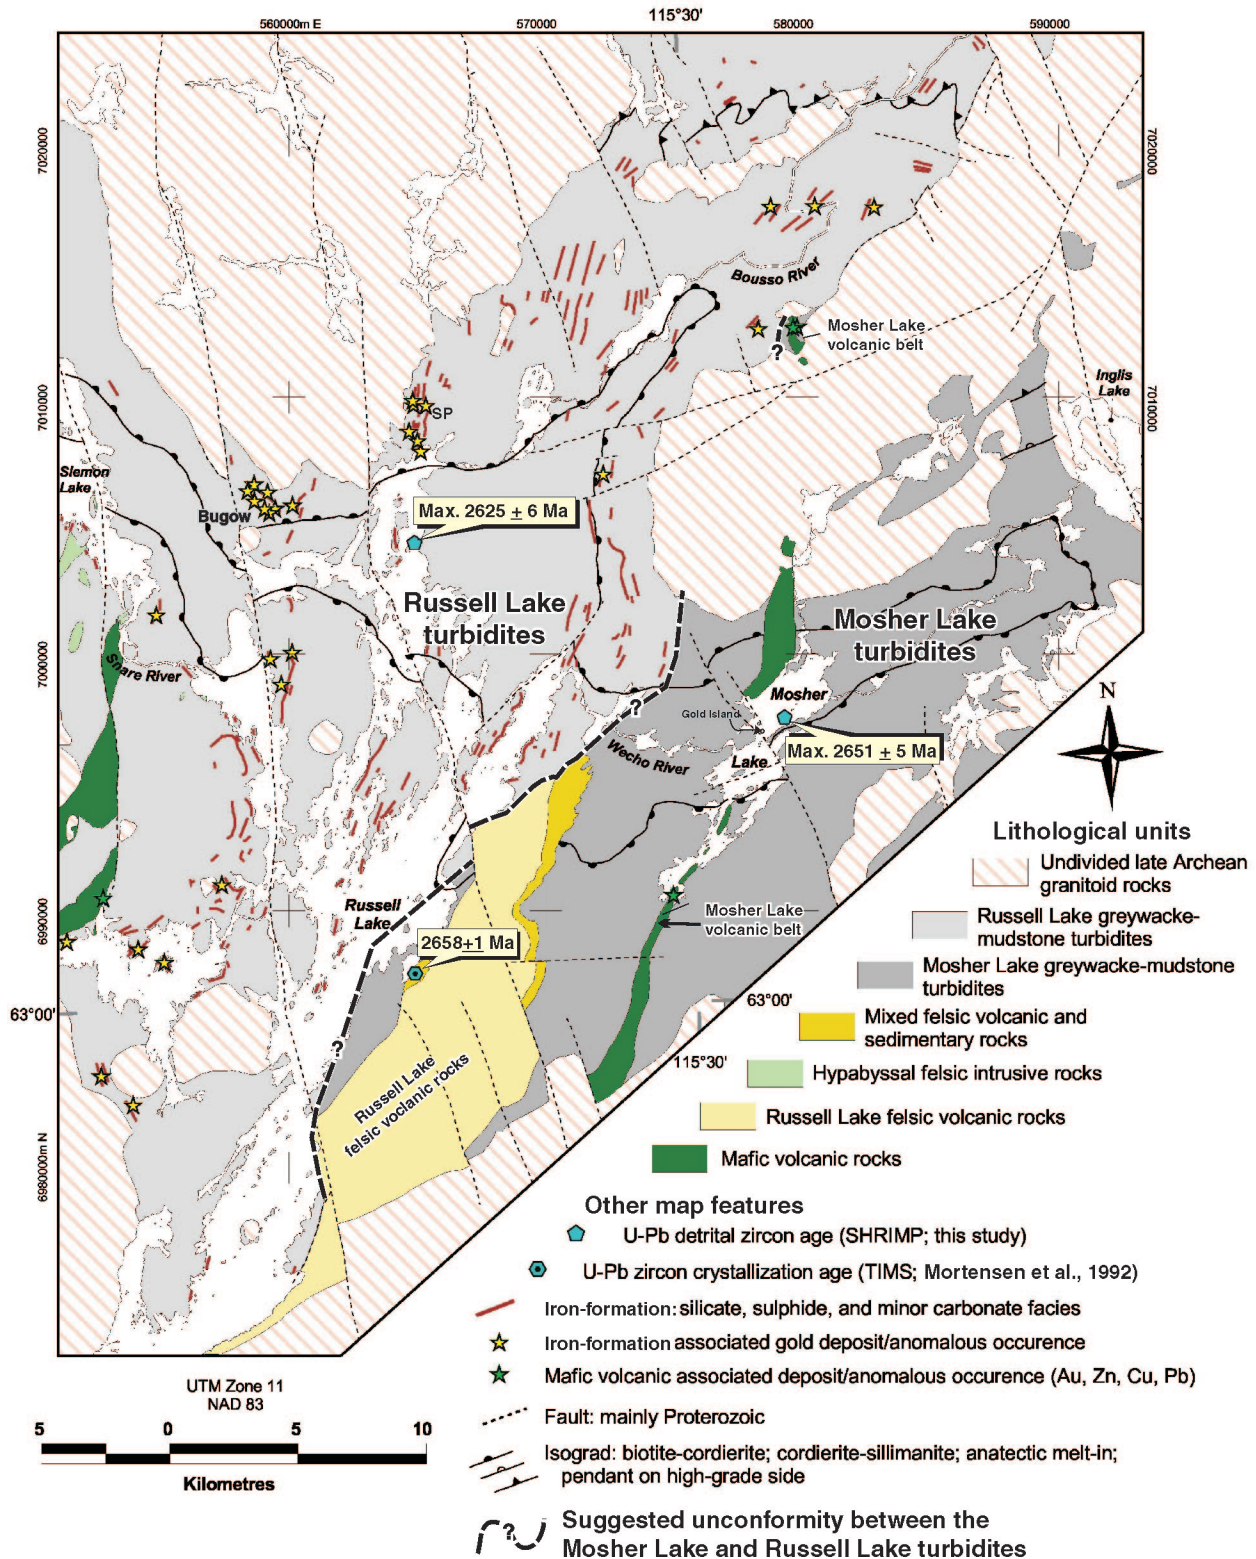 115°30'
560000m E
570000
580000
590000
7020000
7020000
Bousso River
Mosher Lake
volcanic belt
?
Inglis
Lake
7010000
7010000
SP
Slemon
Lake
Bugow
Max. 2625 ± 6 Ma
Russell Lake
turbidites
Mosher Lake
turbidites
7000000
Snare River
Mosher
Gold Island
?
Wecho River
Lake
Max. 2651 ± 5 Ma
N
Russell
Lake
6990000
Mosher Lake
volcanic belt
2658±1 Ma
63°00'
63°00'
?
115°30'
Russell Lake
felsic voclanic rocks
6980000m N
Lithological units
Undivided late Archean
granitoid rocks
Russell Lake greywacke-
mudstone turbidites
Mosher Lake greywacke-mudstone
turbidites
Mixed felsic volcanic and
sedimentary rocks
Hypabyssal felsic intrusive rocks
Russell Lake felsic volcanic rocks
Mafic volcanic rocks
Other map features
U-Pb detrital zircon age (SHRIMP; this study)
U-Pb zircon crystallization age (TIMS; Mortensen et al., 1992)
Iron-formation: silicate, sulphide, and minor carbonate facies
Iron-formation associated gold deposit/anomalous occurence
Mafic volcanic associated deposit/anomalous occurence (Au, Zn, Cu, Pb)
Fault: mainly Proterozoic
Isograd: biotite-cordierite; cordierite-sillimanite; anatectic melt-in;
pendant on high-grade side
? Suggested unconformity between the
Mosher Lake and Russell Lake turbidites
UTM Zone 11
NAD 83
5 0 5 10
Kilometres